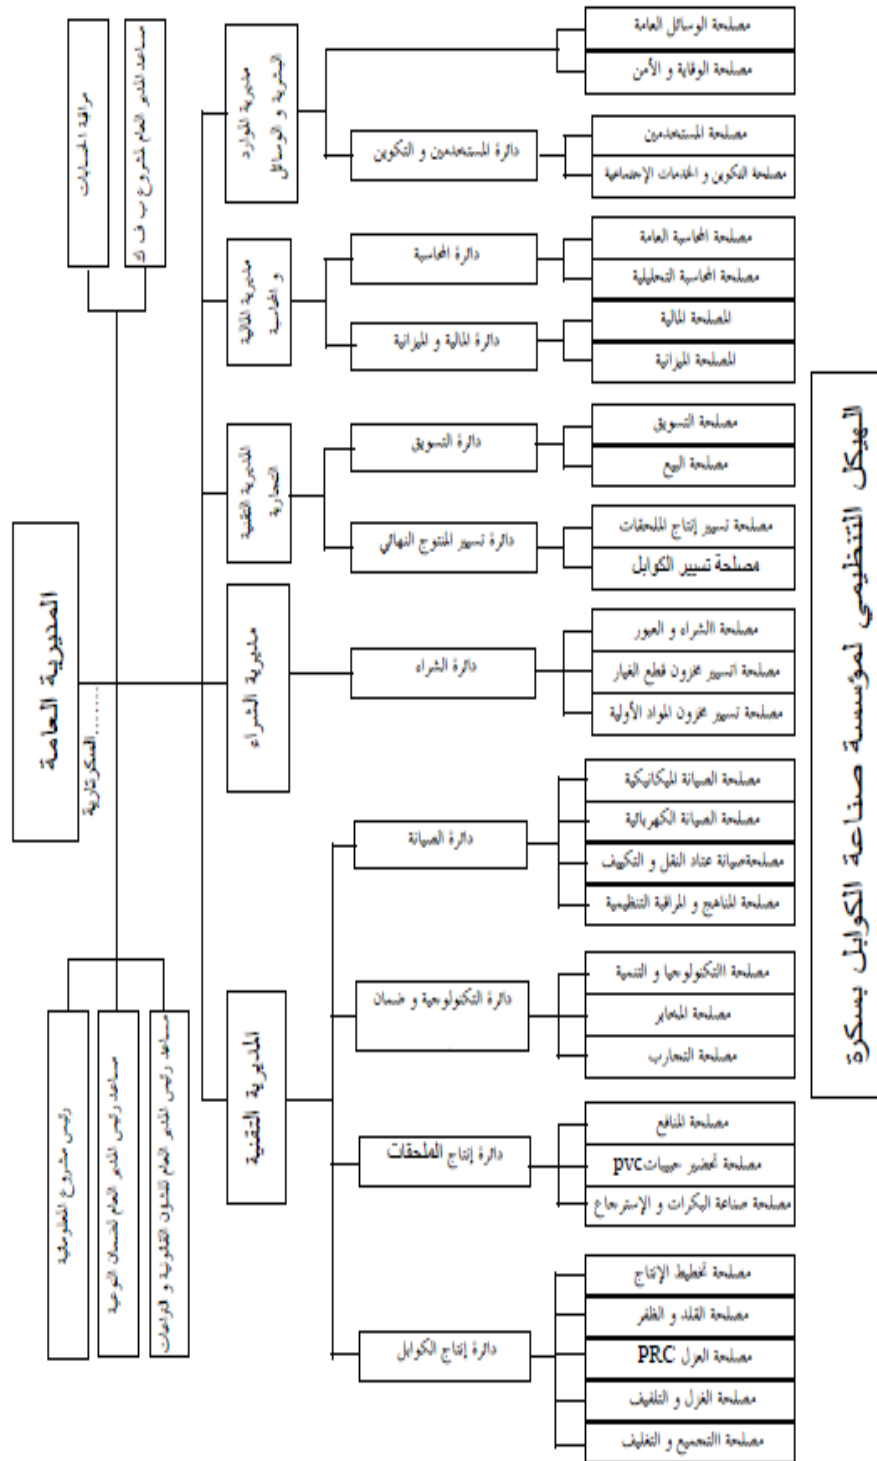 الهيكل التنظيمي لمؤسسة صناعة الكوابل بسكرة
المديرية العامة
السكرتارية.......
مراقبة الحسابات
مساعد المدير العام لمشروع ب ف ك
رئيس مشروع المعلوماتية
مساعد رئيس المدير العام لضمان النوعية
مساعد رئيس المدير العام للشؤون القانونية و النزاعات
مديرية الموارد
البشرية و الوسائل
مصلحة الوسائل العامة
مصلحة الوقاية و الأمن
دائرة المستخدمين و التكوين
مصلحة المستخدمين
مصلحة التكوين و الخدمات الإجتماعية
مديرية المالية
و المحاسبة
دائرة المحاسبة
مصلحة المحاسبة العامة
مصلحة المحاسبة التحليلية
دائرة المالية و الميزانية
المصلحة المالية
المصلحة الميزانية
المديرية التقنية
التجارية
دائرة التسويق
مصلحة التسويق
مصلحة البيع
دائرة تسيير المنتوج النهائي
مصلحة تسيير إنتاج الملحقات
مصلحة تسيير الكوابل
مديرية الشراء
دائرة الشراء
مصلحة االشراء و العبور
مصلحة اتسيير مخزون قطع الغيار
مصلحة تسيير مخزون المواد الأولية
المديرية التقنية
دائرة الصيانة
مصلحة الصيانة الميكانيكية
مصلحة الصيانة الكهربائية
مصلحةصيانة عتاد النقل و التكييف
مصلحة المناهج و المراقبة التنظيمية
دائرة التكنولوجية و ضمان
مصلحة االتكنولوجيا و التنمية
مصلحة المخابر
مصلحة التجارب
دائرة إنتاج الملحقات
مصلحة المنافع
مصلحة تحضير حبيباتpvc
مصلحة صناعة البكرات و الإسترجاع
دائرة إنتاج الكوابل
مصلحة تخطيط الإنتاج
مصلحة القلد و الظفر
مصلحة العزل PRC
مصلحة الغزل و التلفيف
مصلحة االتجميع و التغليف